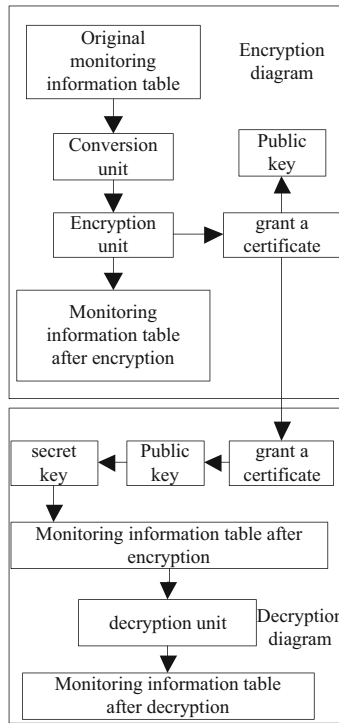 Original
monitoring
information table
Encryption
diagram
Conversion
unit
Public
key
Encryption
unit
grant a
certificate
Monitoring
information table
after encryption
secret
key
Public
key
grant a
certificate
Monitoring information table after
encryption
decryption unit
Decryption
diagram
Monitoring information table
after decryption